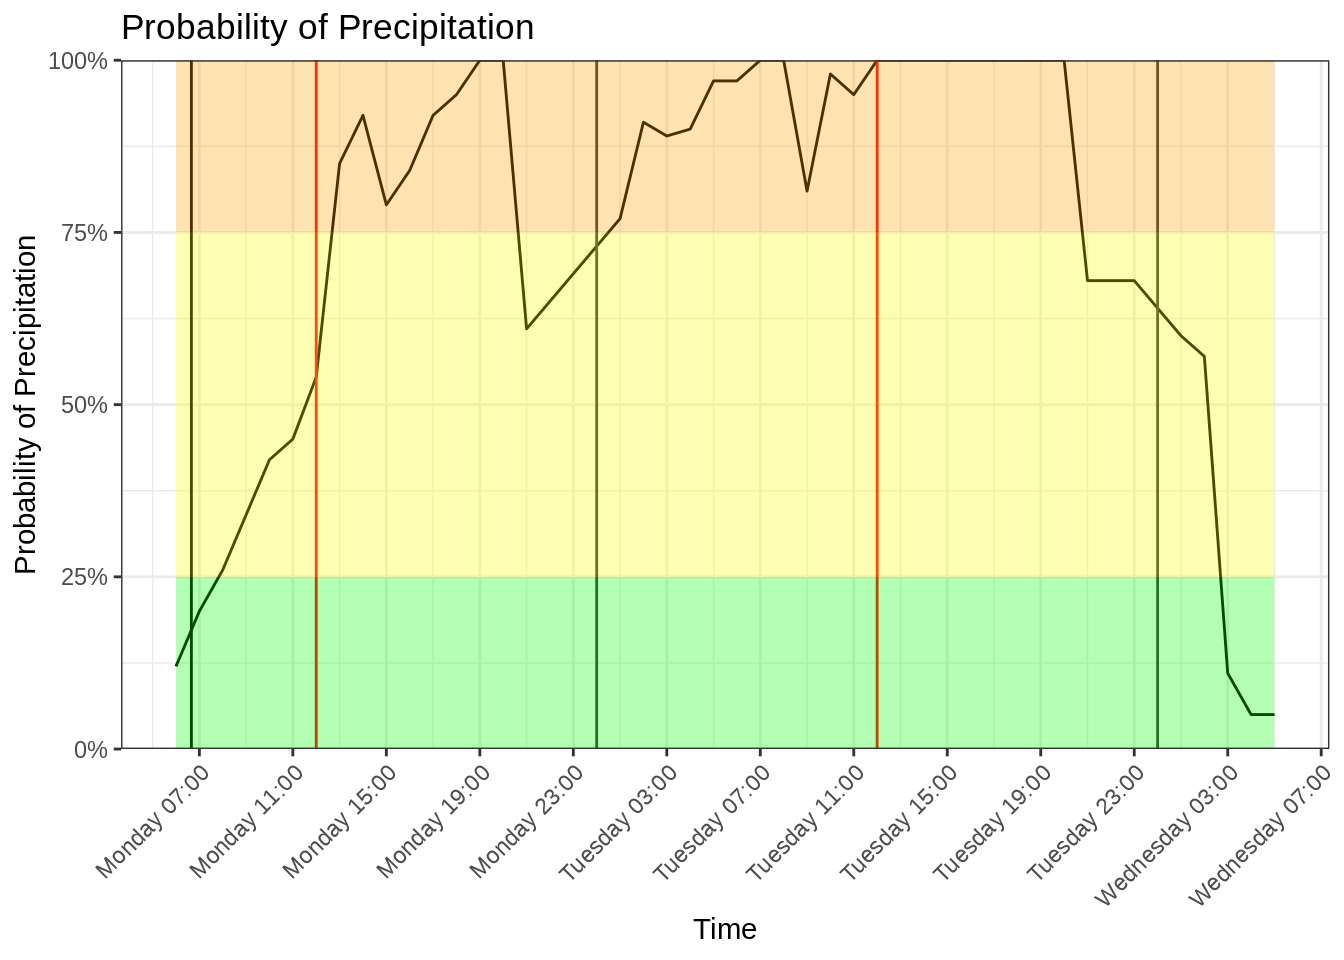 Probability of Precipitation
Probability of Precipitation
100%
75%
50%
25%
0%
Monday 07:00
Monday 11:00
Monday 15:00
Monday 19:00
Monday 23:00
Tuesday 03:00
Tuesday 07:00
Tuesday 11:00
Tuesday 15:00
Tuesday 19:00
Tuesday 23:00
Wednesday 03:00
Wednesday 07:00
Time